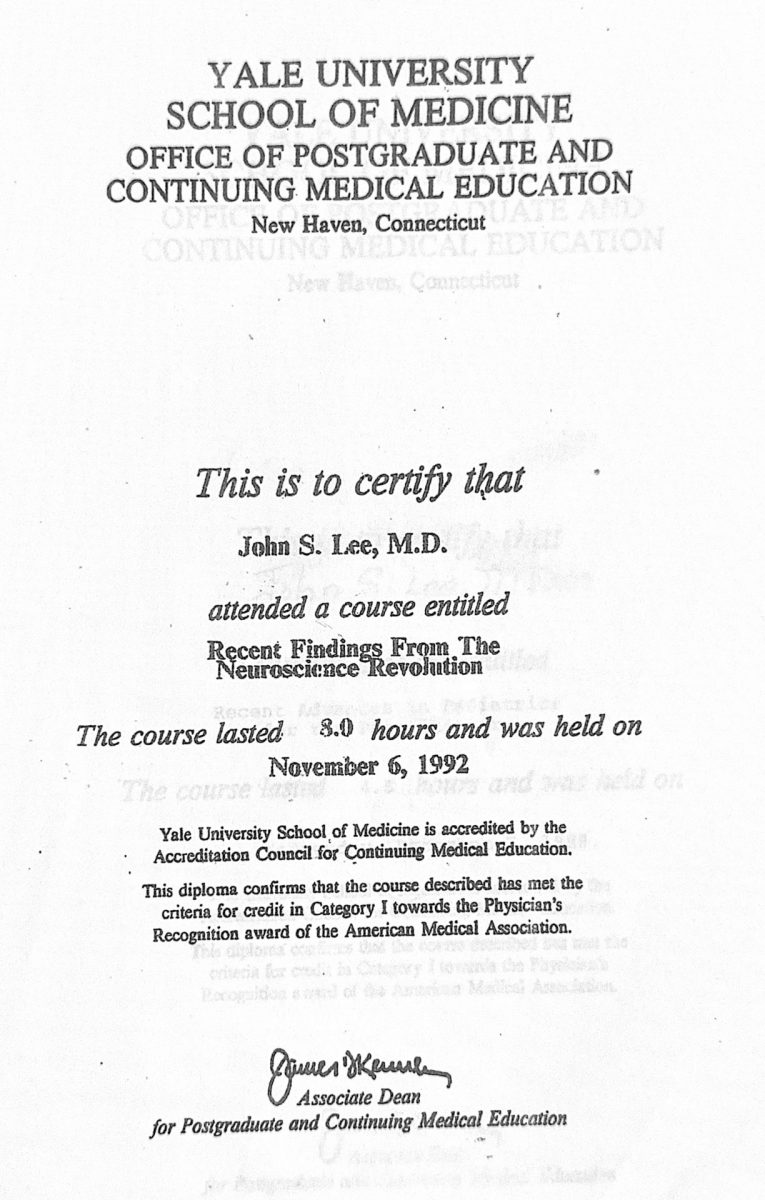 YALE UNIVERSITY
SCHOOL OF MEDICINE
OFFICE OF POSTGRADUATE AND
CONTINUING MEDICAL EDUCATION
New Haven, Connecticut
This is to certify that
John S. Lee, M.D.
attended a course entitled
Recent Findings From The
Neuroscience Revolution
The course lasted 8.0 hours and was held on
November 6, 1992
Yale University School of Medicine is accredited by the
Accreditation Council for Continuing Medical Education.
This diploma confirms that the course described has met the
criteria for credit in Category I towards the Physician's
Recognition award of the American Medical Association.
Associate Dean
for Postgraduate and Continuing Medical Education